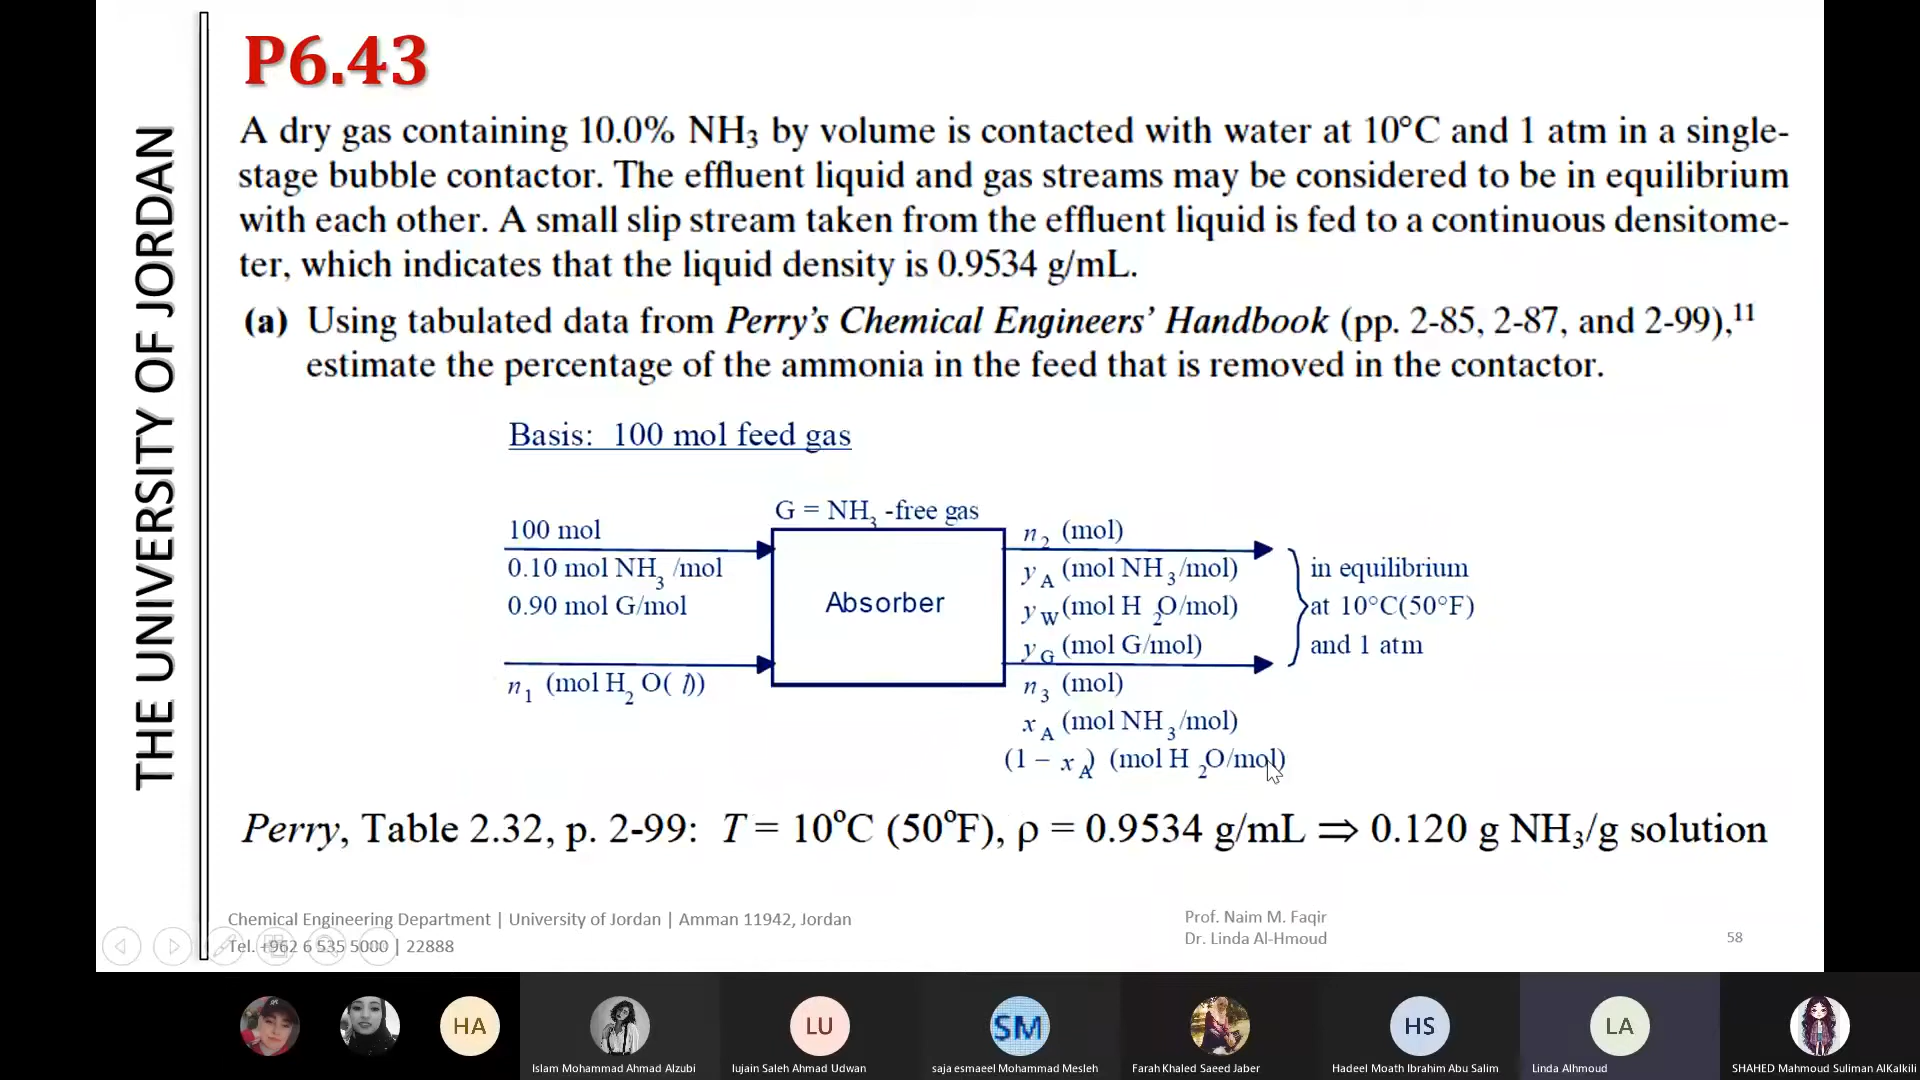 THE UNIVERSITY OF JORDAN
P6.43
A dry gas containing 10.0% NH₃ by volume is contacted with water at 10°C and 1 atm in a single-
stage bubble contactor. The effluent liquid and gas streams may be considered to be in equilibrium
with each other. A small slip stream taken from the effluent liquid is fed to a continuous densitome-
ter, which indicates that the liquid density is 0.9534 g/mL.
(a) Using tabulated data from Perry's Chemical Engineers' Handbook (pp. 2-85, 2-87, and 2-99),¹¹
estimate the percentage of the ammonia in the feed that is removed in the contactor.
Basis: 100 mol feed gas
G = NH₃ -free gas
100 mol
0.10 mol NH₃ /mol
0.90 mol G/mol
n₁ (mol H₂ O( l))
Absorber
n₂ (mol)
y_A (mol NH₃/mol)
y_W (mol H ₂O/mol)
y_G (mol G/mol)
n₃ (mol)
x_A (mol NH₃/mol)
(1 − x_A) (mol H ₂O/mol)
in equilibrium
at 10°C(50°F)
and 1 atm
Perry, Table 2.32, p. 2-99: T = 10°C (50°F), ρ = 0.9534 g/mL ⇒ 0.120 g NH₃/g solution
Chemical Engineering Department | University of Jordan | Amman 11942, Jordan
Tel. +962 6 535 5000 | 22888
Prof. Naim M. Faqir
Dr. Linda Al-Hmoud
58
HA
LU
SM
HS
LA
Islam Mohammad Ahmad Alzubi
lujain Saleh Ahmad Udwan
saja esmaeel Mohammad Mesleh
Farah Khaled Saeed Jaber
Hadeel Moath Ibrahim Abu Salim
Linda Alhmoud
SHAHED Mahmoud Suliman AlKalkili